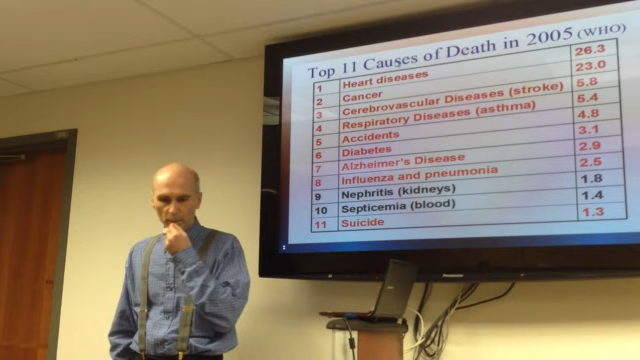 Top 11 Causes of Death in 2005 (WHO)
1 Heart diseases 26.3
2 Cancer 23.0
3 Cerebrovascular Diseases (stroke) 5.8
4 Respiratory Diseases (asthma) 5.4
5 Accidents 4.8
6 Diabetes 3.1
7 Alzheimer's Disease 2.9
8 Influenza and pneumonia 2.5
9 Nephritis (kidneys) 1.8
10 Septicemia (blood) 1.4
11 Suicide 1.3
Panasonic